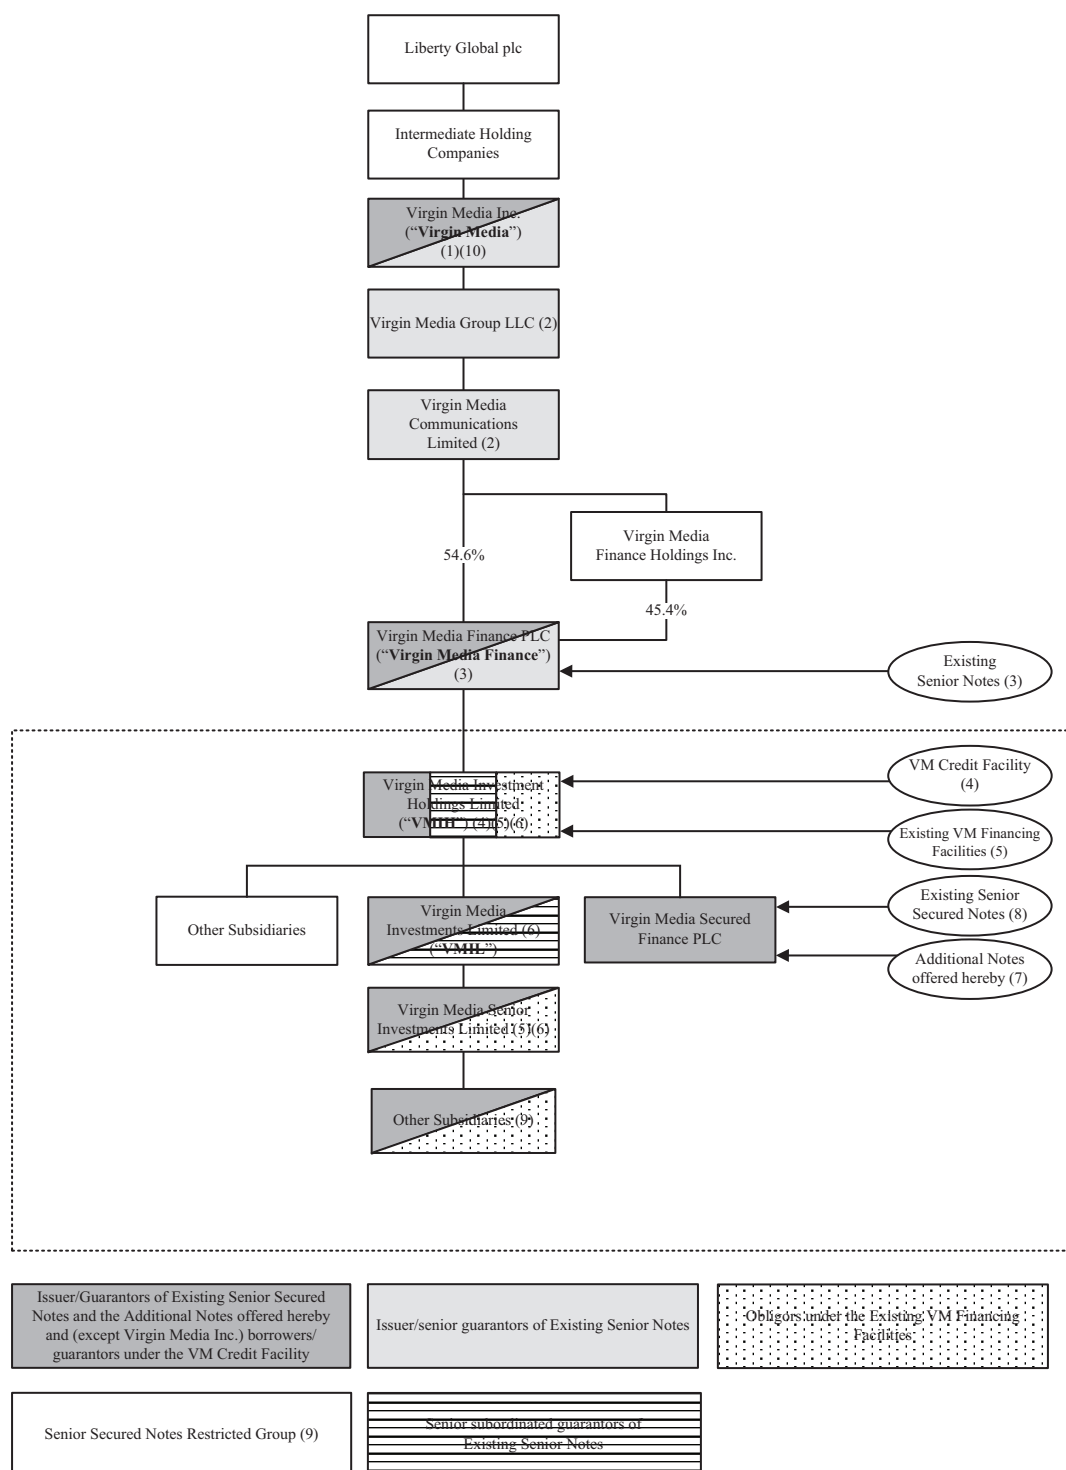 Liberty Global plc
Intermediate Holding
Companies
Virgin Media Inc.
(“Virgin Media”)
(1)(10)
Virgin Media Group LLC (2)
Virgin Media
Communications
Limited (2)
Virgin Media
Finance Holdings Inc.
54.6%
45.4%
Virgin Media Finance PLC
(“Virgin Media Finance”)
(3)
Existing
Senior Notes (3)
Virgin Media Investment
Holdings Limited
(“VMIH”) (4)(5)(6)
VM Credit Facility
(4)
Existing VM Financing
Facilities (5)
Other Subsidiaries
Virgin Media
Investments Limited (6)
(“VMIL”)
Virgin Media Secured
Finance PLC
Existing Senior
Secured Notes (8)
Additional Notes
offered hereby (7)
Virgin Media Senior
Investments Limited (5)(6)
Other Subsidiaries (9)
Issuer/Guarantors of Existing Senior Secured
Notes and the Additional Notes offered hereby
and (except Virgin Media Inc.) borrowers/
guarantors under the VM Credit Facility
Issuer/senior guarantors of Existing Senior Notes
Obligors under the Existing VM Financing
Facilities
Senior Secured Notes Restricted Group (9)
Senior subordinated guarantors of
Existing Senior Notes